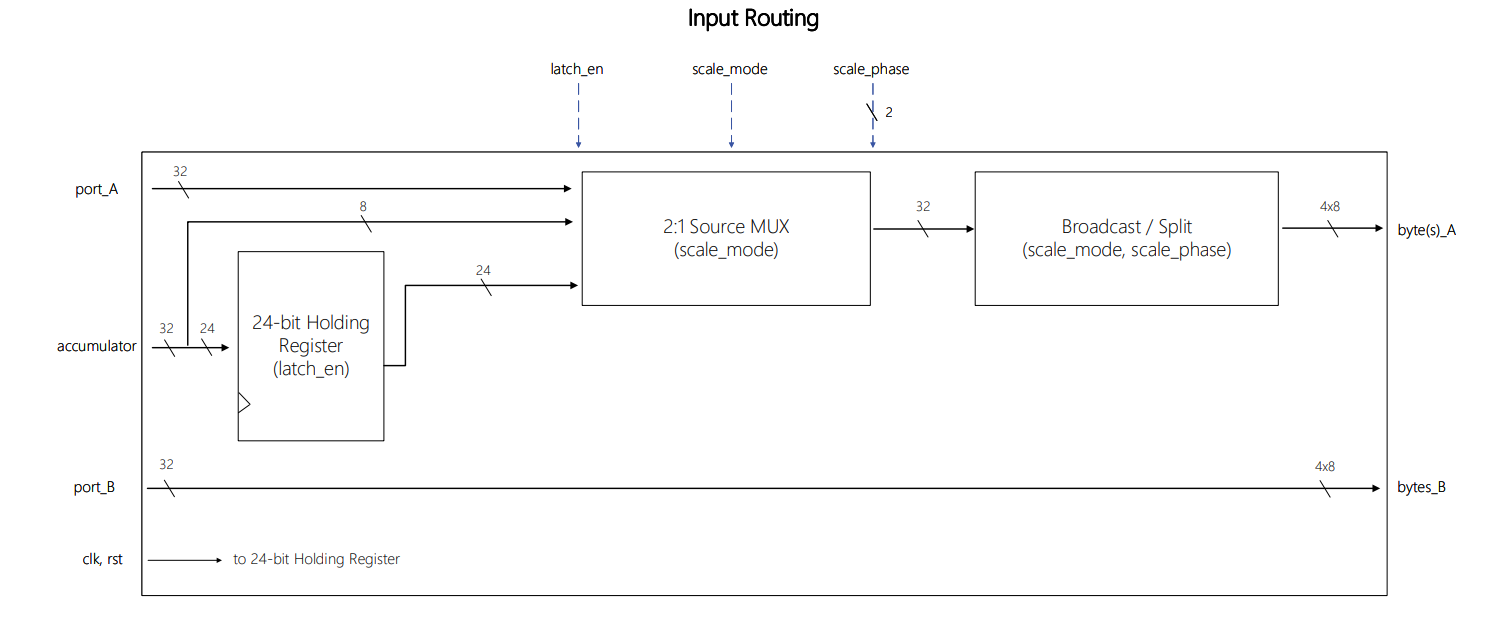 Input Routing
latch_en
scale_mode
scale_phase
2
port_A
32
8
2:1 Source MUX
(scale_mode)
32
Broadcast / Split
(scale_mode, scale_phase)
4x8
byte(s)_A
24
24-bit Holding
Register
(latch_en)
accumulator
32
24
port_B
32
4x8
bytes_B
clk, rst
to 24-bit Holding Register